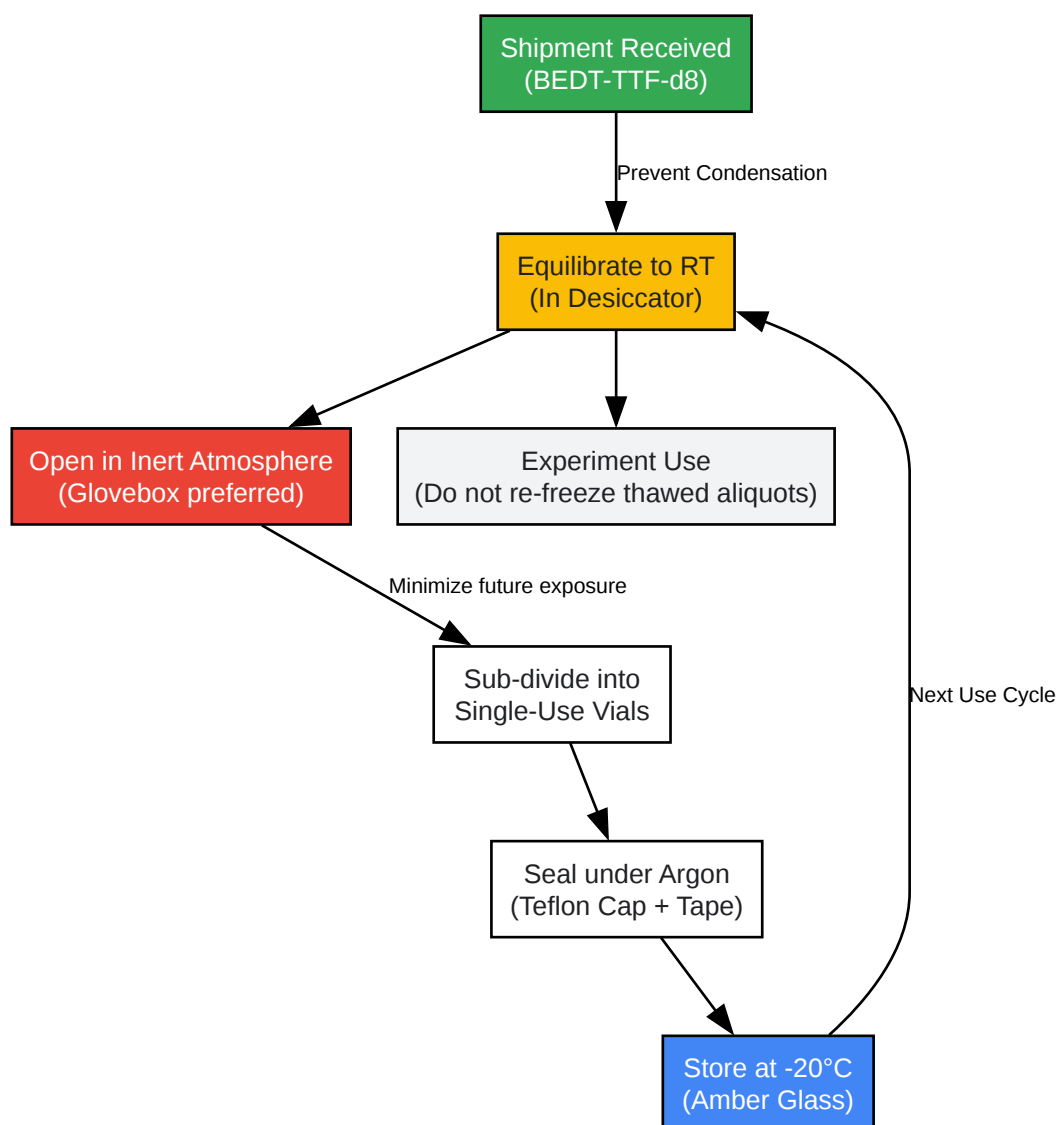 Shipment Received
(BEDT-TTF-d8)
Prevent Condensation
Equilibrate to RT
(In Desiccator)
Open in Inert Atmosphere
(Glovebox preferred)
Experiment Use
(Do not re-freeze thawed aliquots)
Minimize future exposure
Sub-divide into
Single-Use Vials
Next Use Cycle
Seal under Argon
(Teflon Cap + Tape)
Store at -20°C
(Amber Glass)